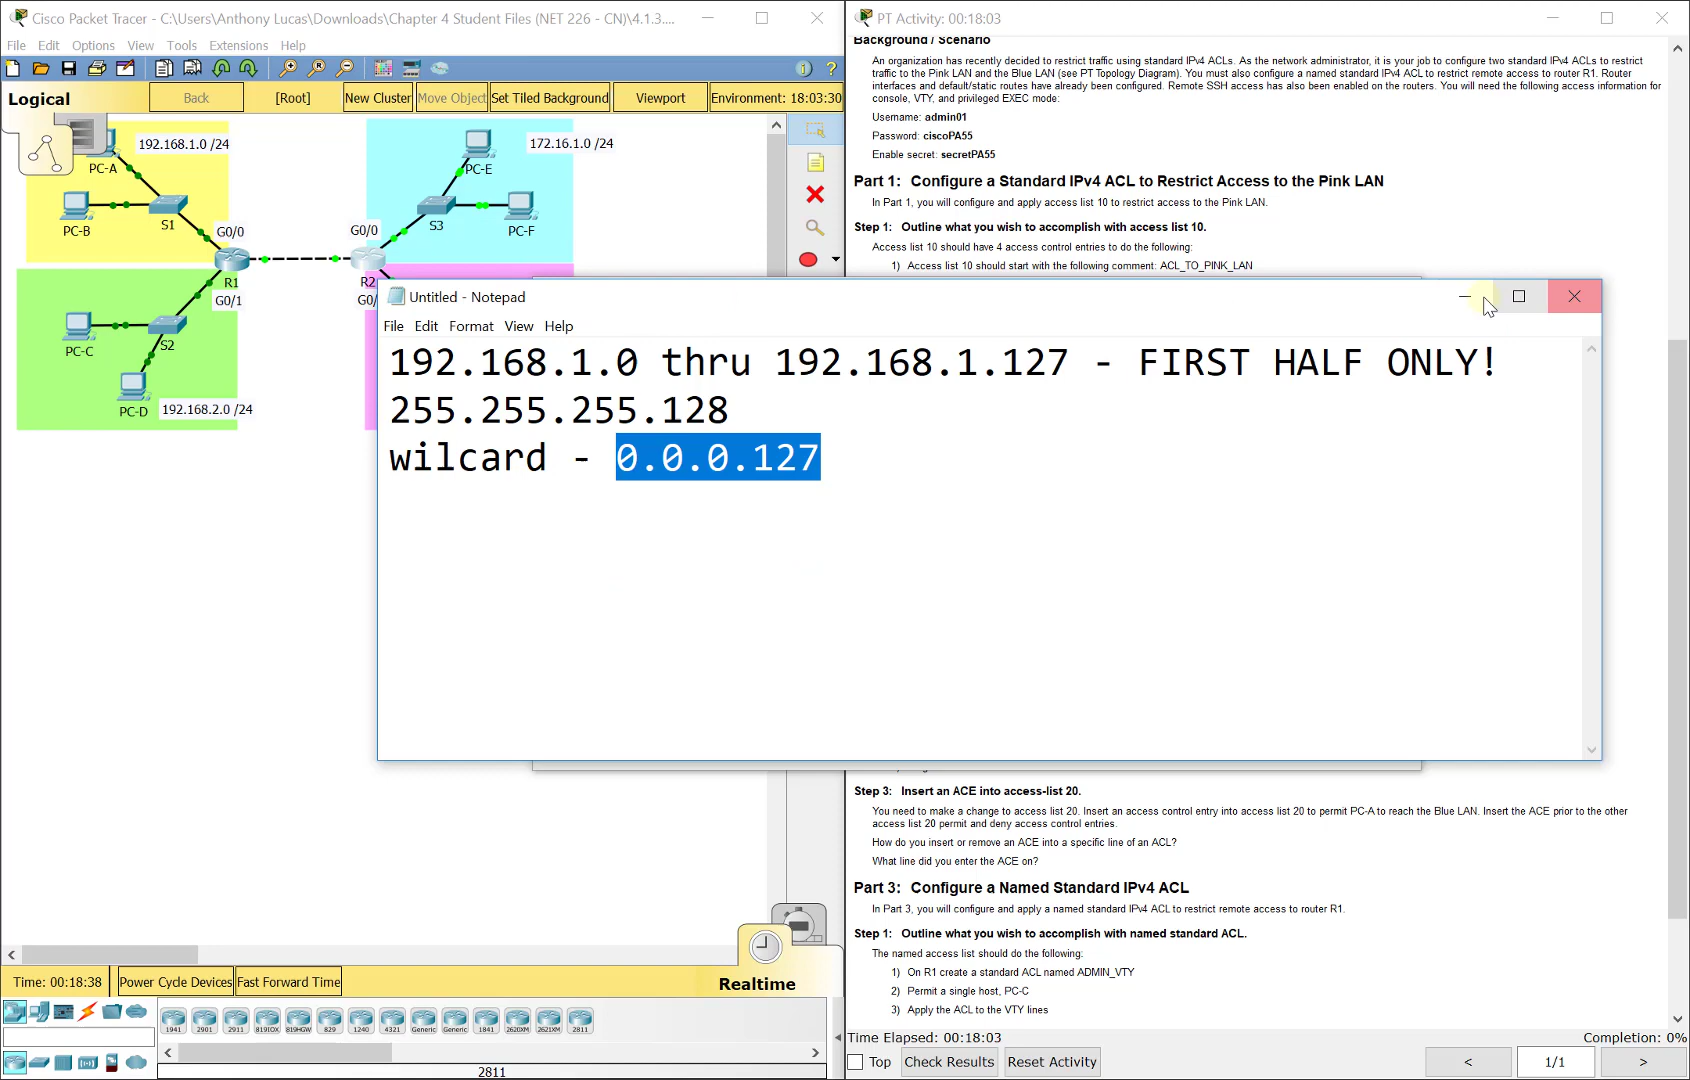 Cisco Packet Tracer - C:\Users\Anthony Lucas\Downloads\Chapter 4 Student Files (NET 226 - CN)\4.1.3....
File Edit Options View Tools Extensions Help
Logical Back [Root] New Cluster Move Object Set Tiled Background Viewport Environment: 18:03:30
192.168.1.0 /24
PC-A
PC-B
S1
G0/0
R1
G0/1
PC-C
S2
PC-D
192.168.2.0 /24
172.16.1.0 /24
PC-E
S3
PC-F
G0/0
R2
G0/
PT Activity: 00:18:03
Background / Scenario
An organization has recently decided to restrict traffic using standard IPv4 ACLs. As the network administrator, it is your job to configure two standard IPv4 ACLs to restrict
traffic to the Pink LAN and the Blue LAN (see PT Topology Diagram). You must also configure a named standard IPv4 ACL to restrict remote access to router R1. Router
interfaces and default/static routes have already been configured. Remote SSH access has also been enabled on the routers. You will need the following access information for
console, VTY, and privileged EXEC mode:
Username: admin01
Password: ciscoPA55
Enable secret: secretPA55
Part 1: Configure a Standard IPv4 ACL to Restrict Access to the Pink LAN
In Part 1, you will configure and apply access list 10 to restrict access to the Pink LAN.
Step 1: Outline what you wish to accomplish with access list 10.
Access list 10 should have 4 access control entries to do the following:
1) Access list 10 should start with the following comment: ACL_TO_PINK_LAN
Untitled - Notepad
File Edit Format View Help
192.168.1.0 thru 192.168.1.127 - FIRST HALF ONLY!
255.255.255.128
wilcard - 0.0.0.127
Step 3: Insert an ACE into access-list 20.
You need to make a change to access list 20. Insert an access control entry into access list 20 to permit PC-A to reach the Blue LAN. Insert the ACE prior to the other
access list 20 permit and deny access control entries.
How do you insert or remove an ACE into a specific line of an ACL?
What line did you enter the ACE on?
Part 3: Configure a Named Standard IPv4 ACL
In Part 3, you will configure and apply a named standard IPv4 ACL to restrict remote access to router R1.
Step 1: Outline what you wish to accomplish with named standard ACL.
The named access list should do the following:
1) On R1 create a standard ACL named ADMIN_VTY
2) Permit a single host, PC-C
3) Apply the ACL to the VTY lines
Time Elapsed: 00:18:03 Completion: 0%
Top Check Results Reset Activity < 1/1 >
Time: 00:18:38 Power Cycle Devices Fast Forward Time Realtime
1941 2901 2911 819IOX 819HGW 829 1240 4321 Generic Generic 1841 2620XM 2621XM 2811
2811